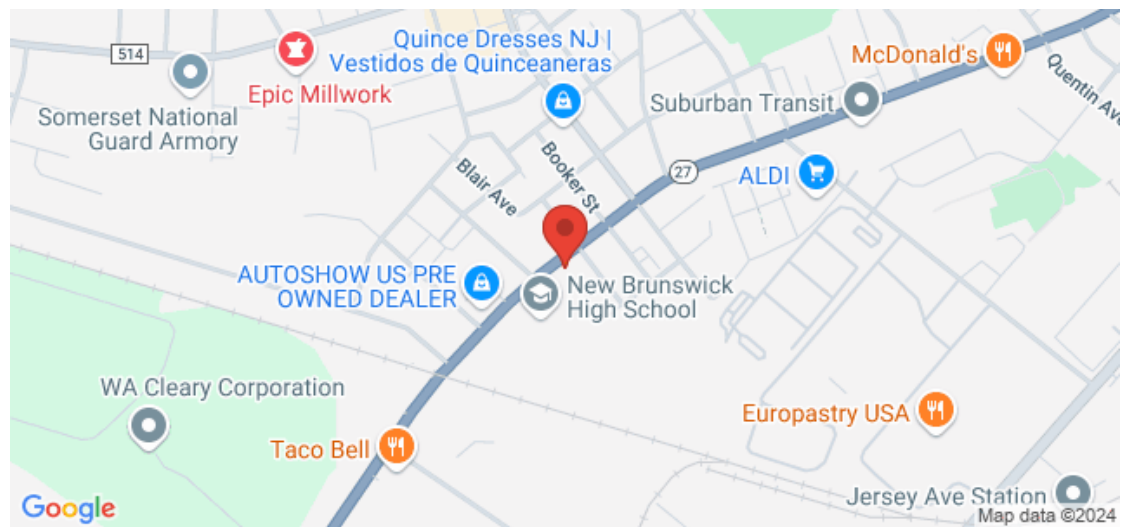 514
Somerset National
Guard Armory
Epic Millwork
Quince Dresses NJ |
Vestidos de Quinceaneras
McDonald's
Quentin Ave
Suburban Transit
Booker St
Blair Ave
27
ALDI
AUTOSHOW US PRE
OWNED DEALER
New Brunswick
High School
WA Cleary Corporation
Taco Bell
Europastry USA
Jersey Ave Station
Google
Map data ©2024